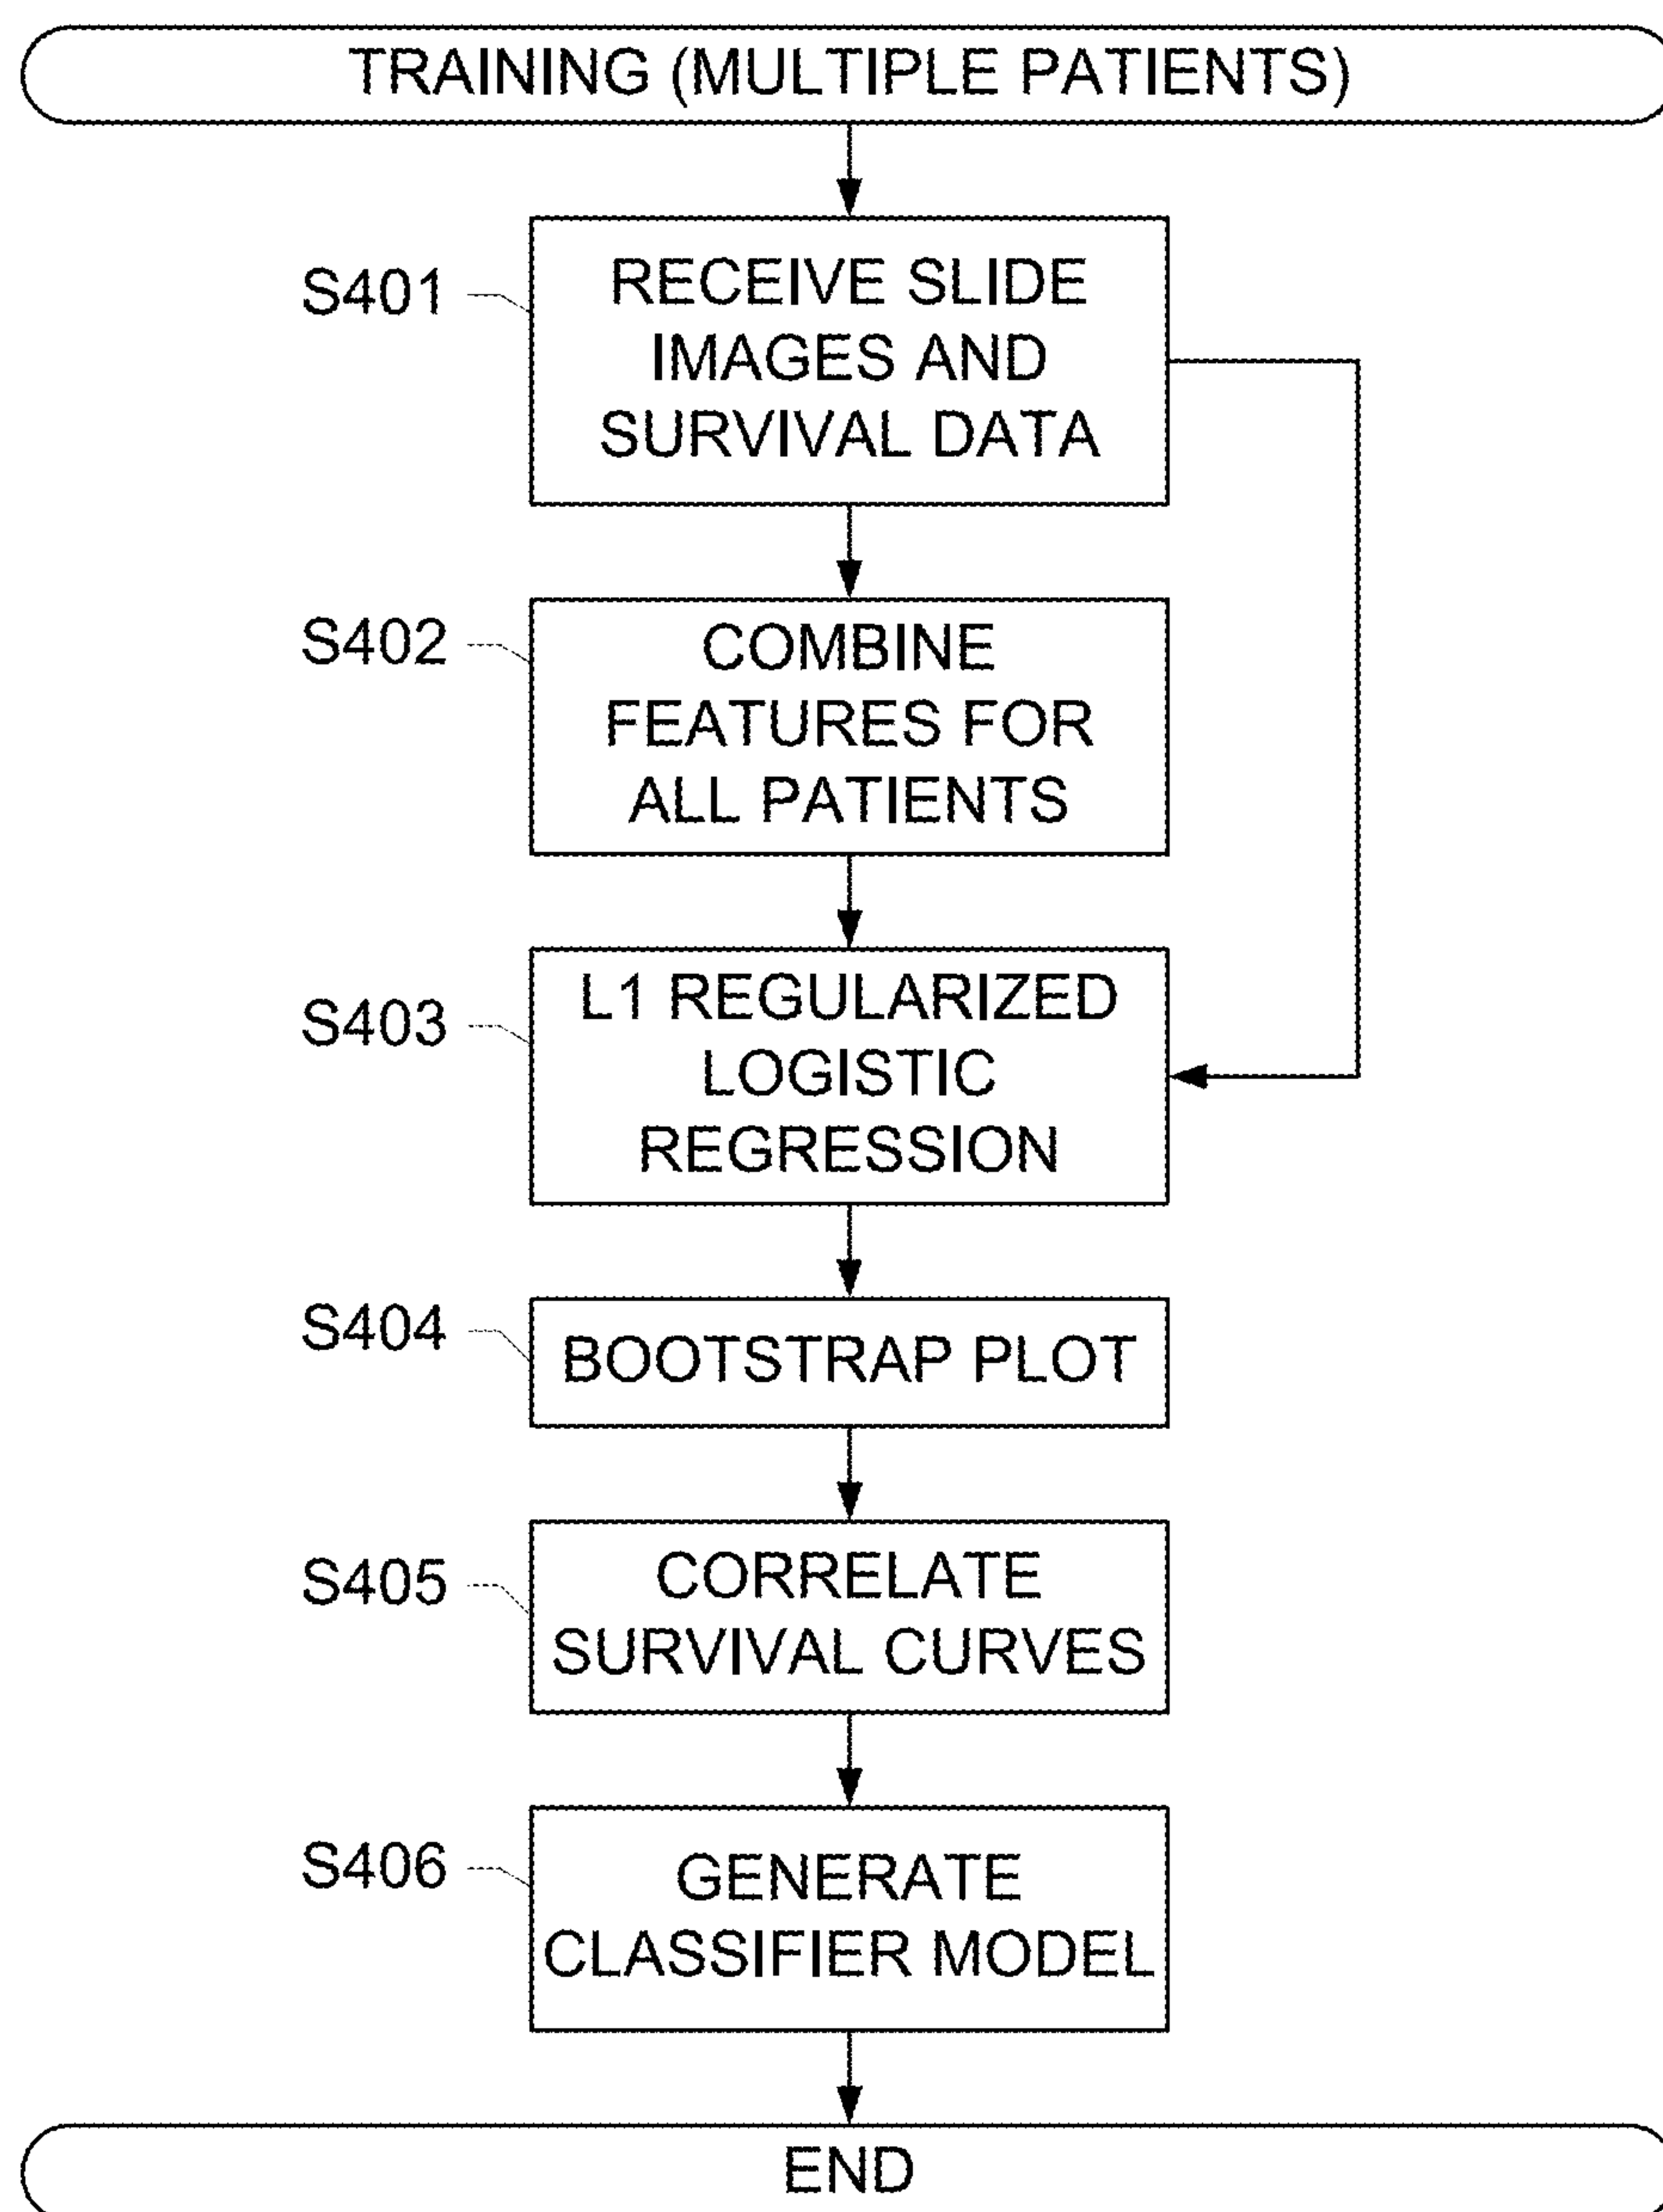 TRAINING (MULTIPLE PATIENTS)
S401
RECEIVE SLIDE
IMAGES AND
SURVIVAL DATA
S402
COMBINE
FEATURES FOR
ALL PATIENTS
S403
L1 REGULARIZED
LOGISTIC
REGRESSION
S404
BOOTSTRAP PLOT
S405
CORRELATE
SURVIVAL CURVES
S406
GENERATE
CLASSIFIER MODEL
END